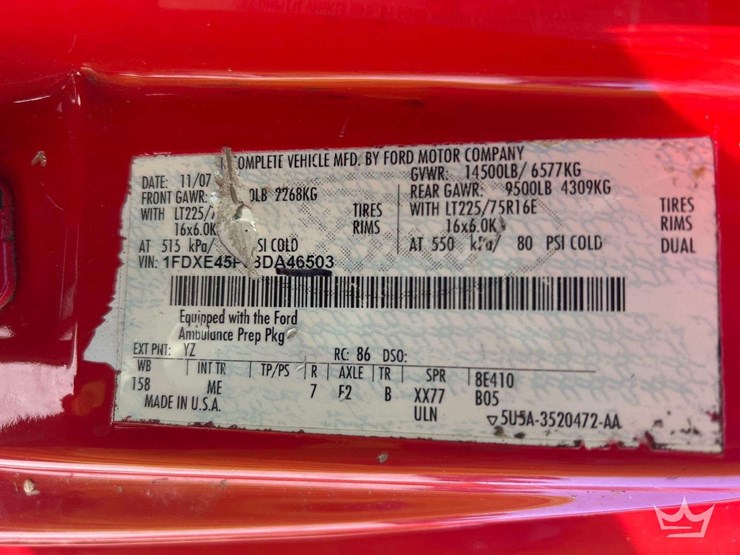 COMPLETE VEHICLE MFD. BY FORD MOTOR COMPANY
DATE: 11/07 GVWR: 14500LB/ 6577KG
FRONT GAWR: 0LB 2268KG REAR GAWR: 9500LB 4309KG
WITH LT225/7 TIRES WITH LT225/75R16E TIRES
16x6.0K RIMS 16x6.0K RIMS
AT 515 kPa/ PSI COLD AT 550 kPa/ 80 PSI COLD DUAL
VIN: 1FDXE45 DA46503
Equipped with the Ford
Ambulance Prep Pkg
EXT PNT: YZ RC: 86 DSO:
WB INT TR TP/PS R AXLE TR SPR 8E410
158 ME 7 F2 B XX77 B05
MADE IN U.S.A. ULN ▽5U5A-3520472-AA